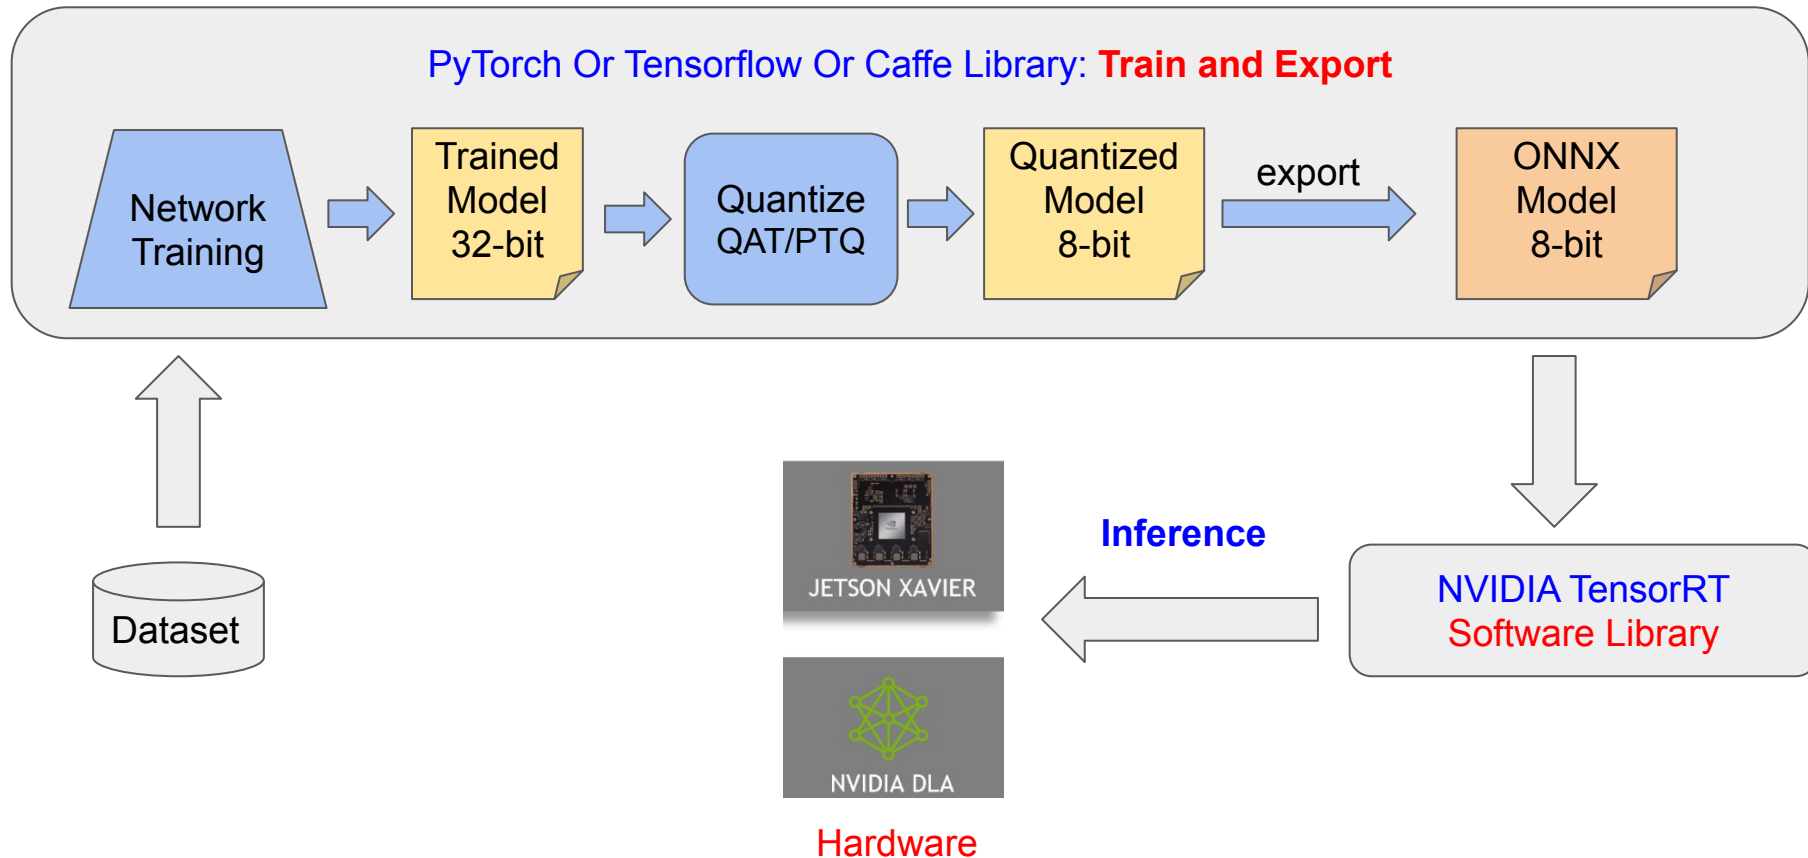 PyTorch Or Tensorflow Or Caffe Library: Train and Export
Network
Training
Trained
Model
32-bit
Quantize
QAT/PTQ
Quantized
Model
8-bit
export
ONNX
Model
8-bit
Dataset
JETSON XAVIER
NVIDIA DLA
Hardware
Inference
NVIDIA TensorRT
Software Library